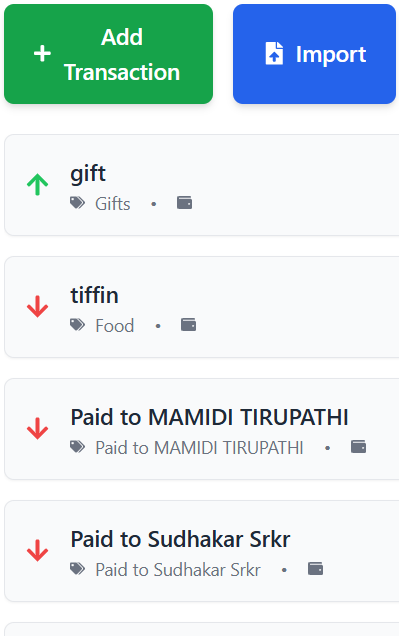 Add
Transaction
Import
gift
Gifts •
tiffin
Food •
Paid to MAMIDI TIRUPATHI
Paid to MAMIDI TIRUPATHI •
Paid to Sudhakar Srkr
Paid to Sudhakar Srkr •